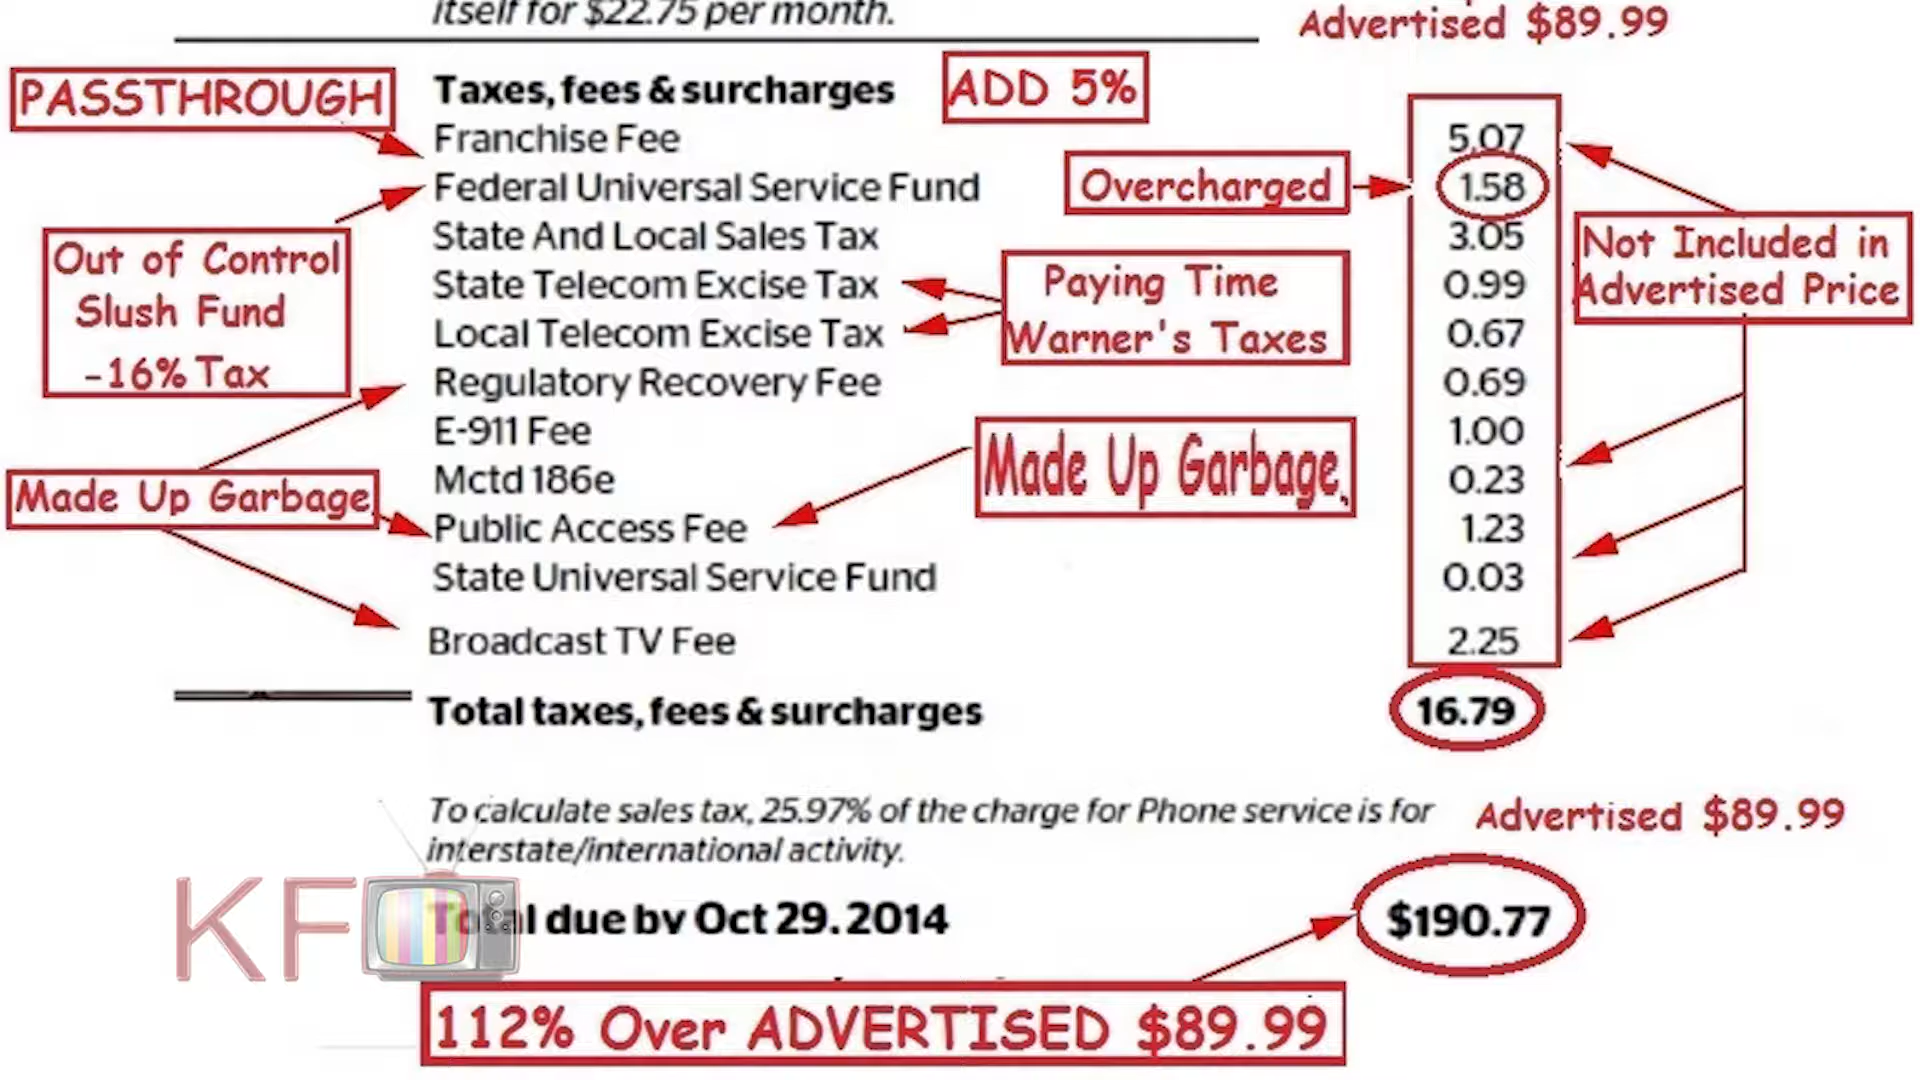 itself for $22.75 per month.
Advertised $89.99
PASSTHROUGH
Taxes, fees & surcharges
ADD 5%
Franchise Fee 5.07
Federal Universal Service Fund Overcharged 1.58
State And Local Sales Tax 3.05
Not Included in
Advertised Price
Out of Control
Slush Fund
-16% Tax
State Telecom Excise Tax 0.99
Paying Time
Warner's Taxes
Local Telecom Excise Tax 0.67
Regulatory Recovery Fee 0.69
E-911 Fee 1.00
Made Up Garbage.
Mctd 186e 0.23
Made Up Garbage
Public Access Fee 1.23
State Universal Service Fund 0.03
Broadcast TV Fee 2.25
Total taxes, fees & surcharges 16.79
To calculate sales tax, 25.97% of the charge for Phone service is for
interstate/international activity.
Advertised $89.99
KF
Total due by Oct 29. 2014 $190.77
112% Over ADVERTISED $89.99